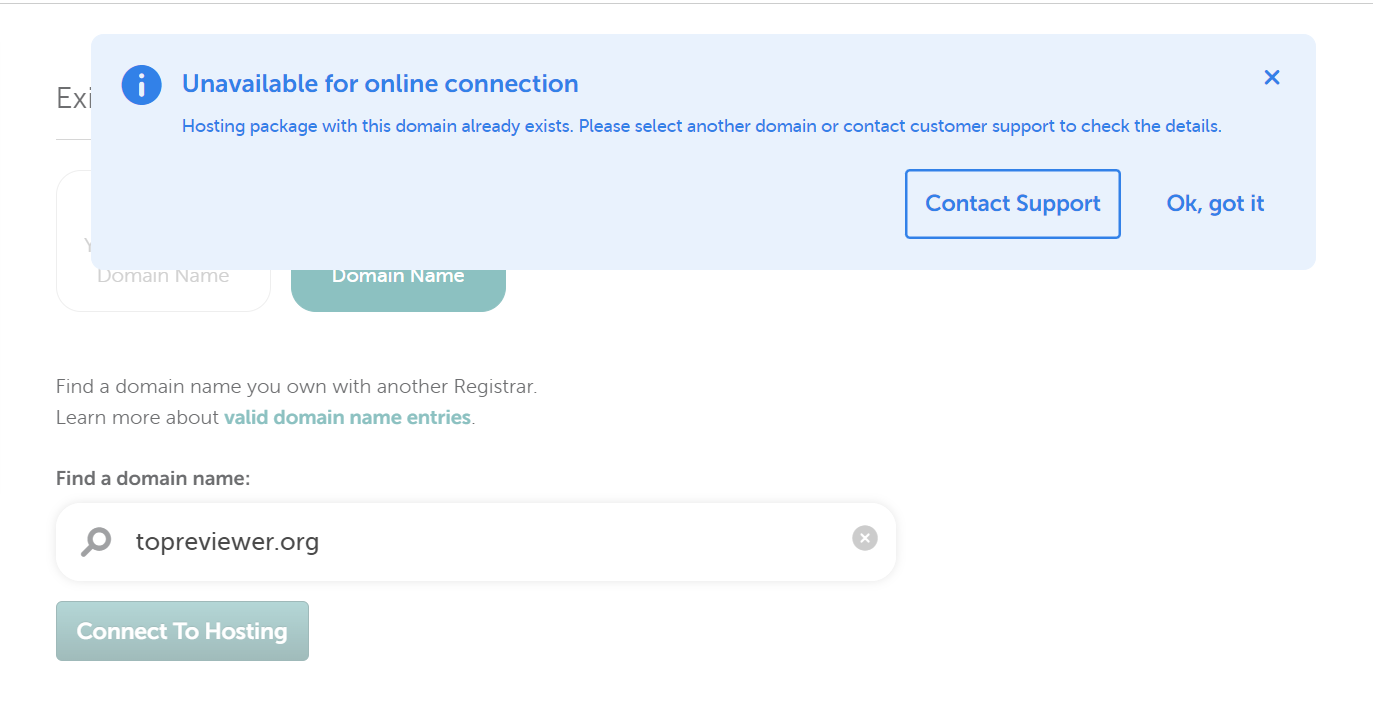 Unavailable for online connection
Hosting package with this domain already exists. Please select another domain or contact customer support to check the details.
Contact Support
Ok, got it
Domain Name
Domain Name
Find a domain name you own with another Registrar.
Learn more about valid domain name entries.
Find a domain name:
topreviewer.org
Connect To Hosting